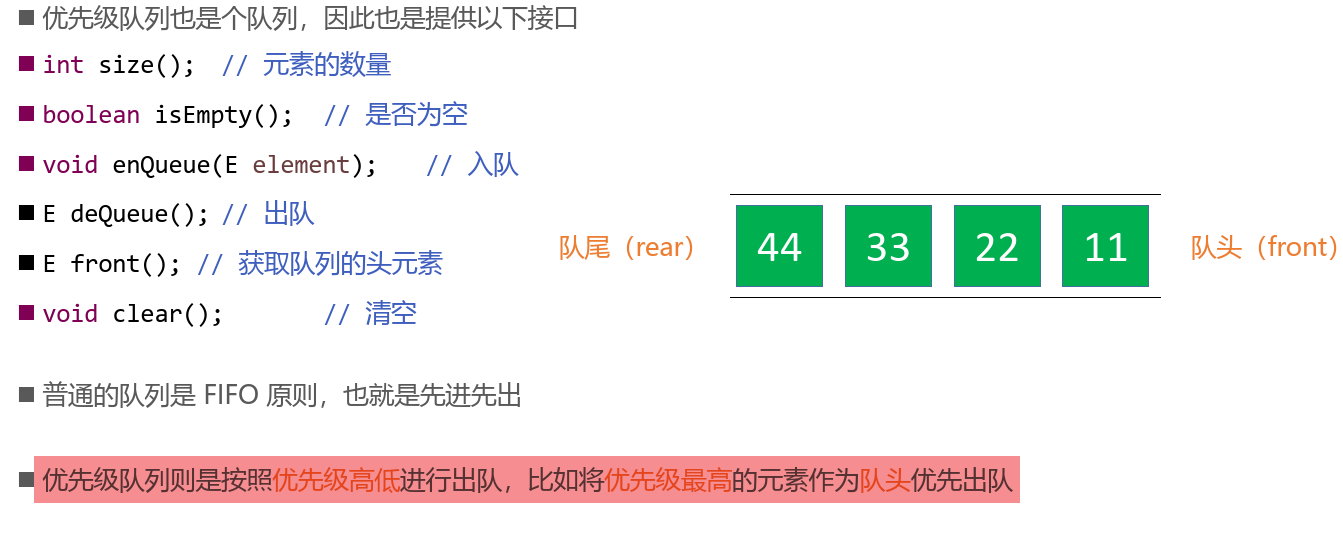 优先级队列也是个队列，因此也是提供以下接口
int size(); // 元素的数量
boolean isEmpty(); // 是否为空
void enQueue(E element); // 入队
E deQueue(); // 出队
E front(); // 获取队列的头元素
void clear(); // 清空
队尾（rear） 44 33 22 11 队头（front）
普通的队列是 FIFO 原则，也就是先进先出
优先级队列则是按照优先级高低进行出队，比如将优先级最高的元素作为队头优先出队